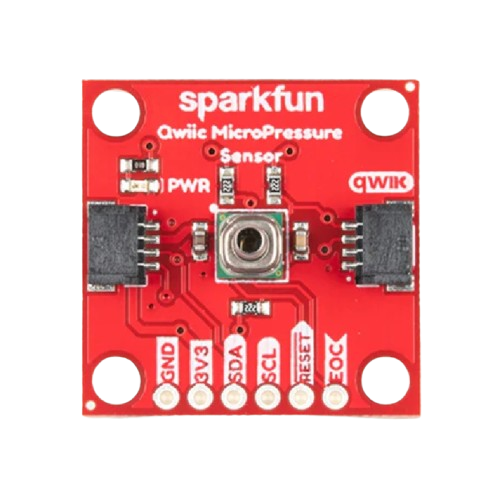 sparkfun
Qwiic MicroPressure
Sensor
PWR
qwiic
GND
3V3
SDA
SCL
RESET
EOC